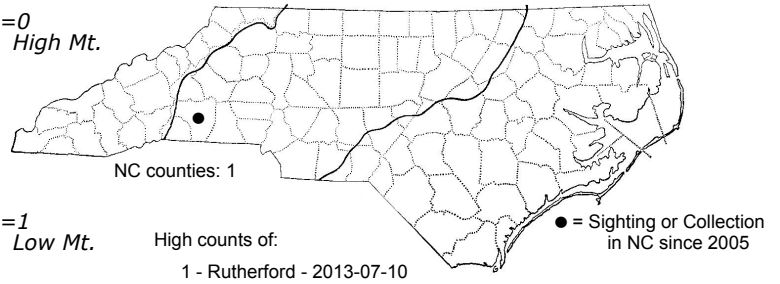 =0
High Mt.
NC counties: 1
=1
Low Mt.
High counts of:
1 - Rutherford - 2013-07-10
● = Sighting or Collection
in NC since 2005